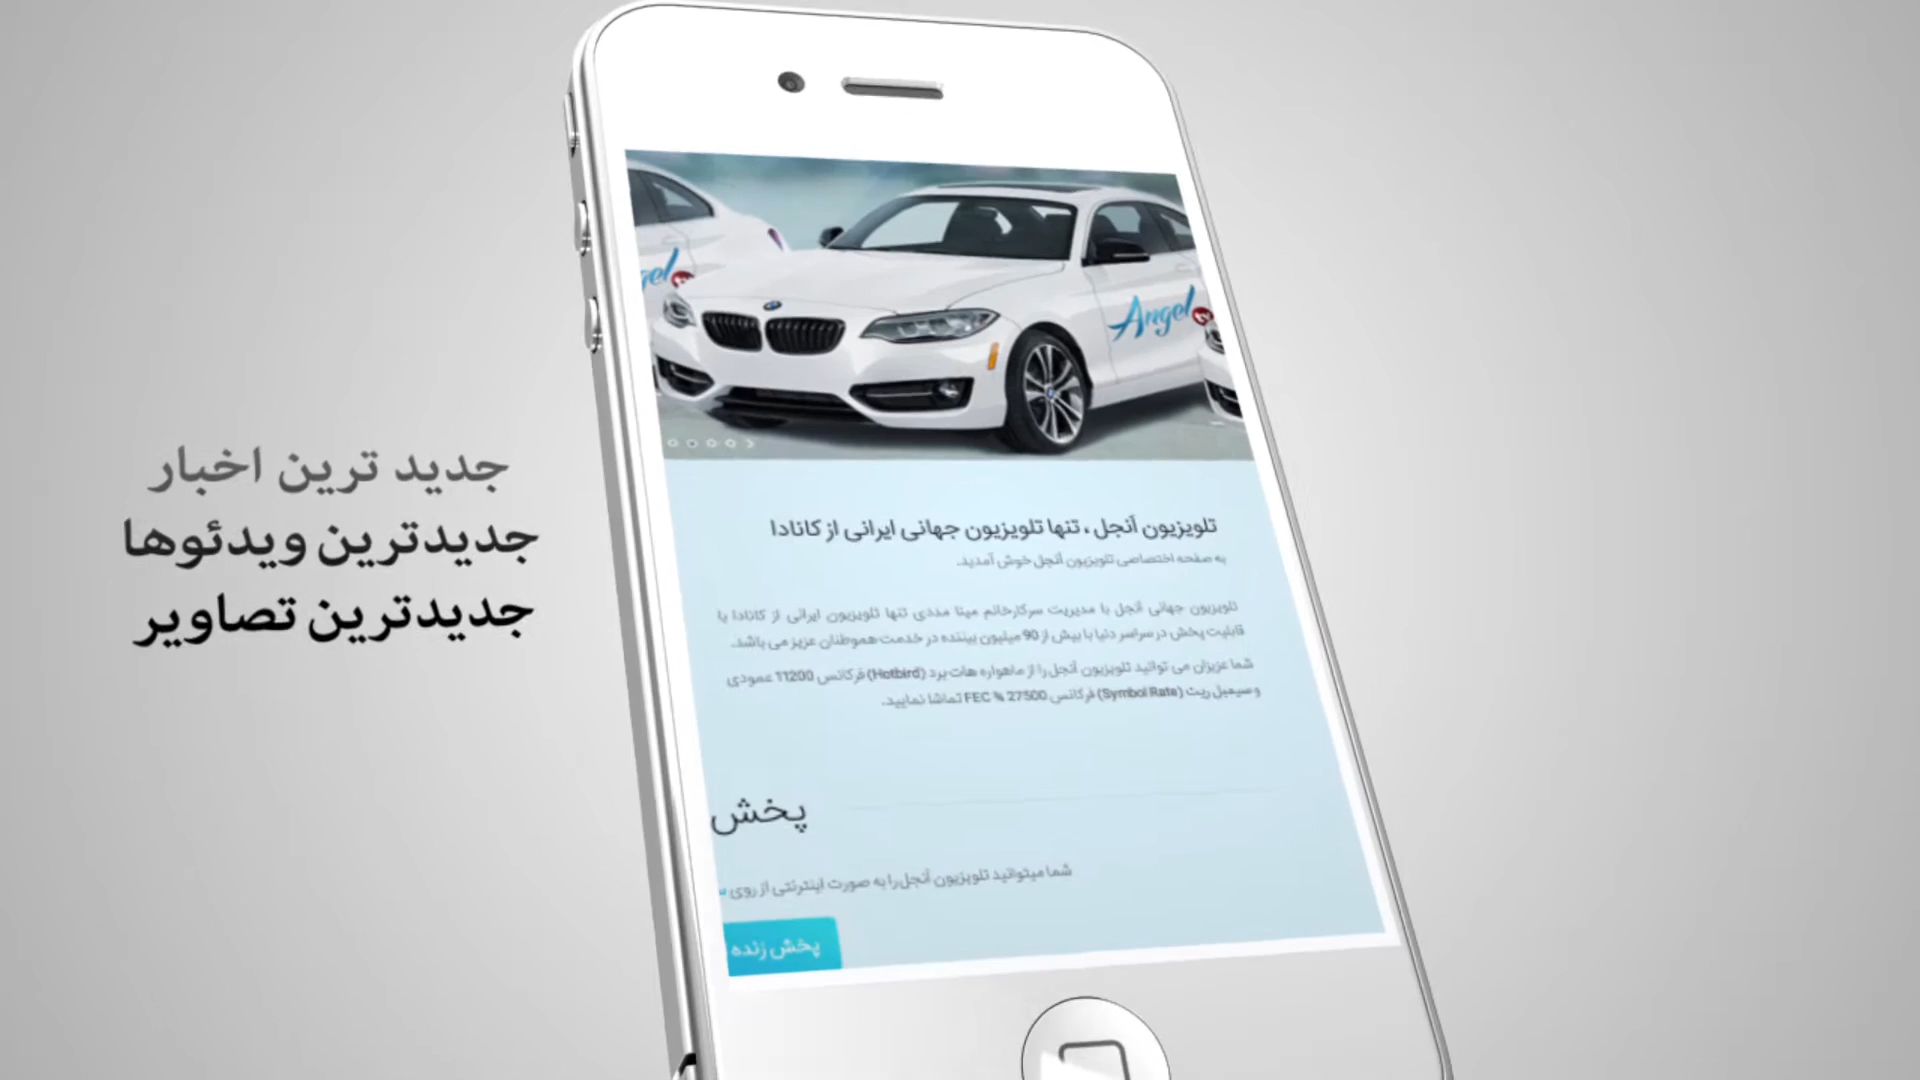 جدید ترین اخبار
جدیدترین ویدئوها
جدیدترین تصاویر
gel
Angel tv
تلویزیون آنجل ، تنها تلویزیون جهانی ایرانی از کانادا
به صفحه اختصاصی تلویزیون آنجل خوش آمدید.
تلویزیون جهانی آنجل با مدیریت سرکارخانم مینا مددی تنها تلویزیون ایرانی از کانادا با
قابلیت پخش در سراسر دنیا با بیش از 90 میلیون بیننده در خدمت هموطنان عزیز می باشد.
شما عزیزان می توانید تلویزیون آنجل را از ماهواره هات برد (Hotbird) فرکانس 11200 عمودی
و سیمبل ریت (Symbol Rate) فرکانس 27500 FEC ¾ تماشا نمایید.
پخش
شما میتوانید تلویزیون آنجل را به صورت اینترنتی از روی
پخش زنده